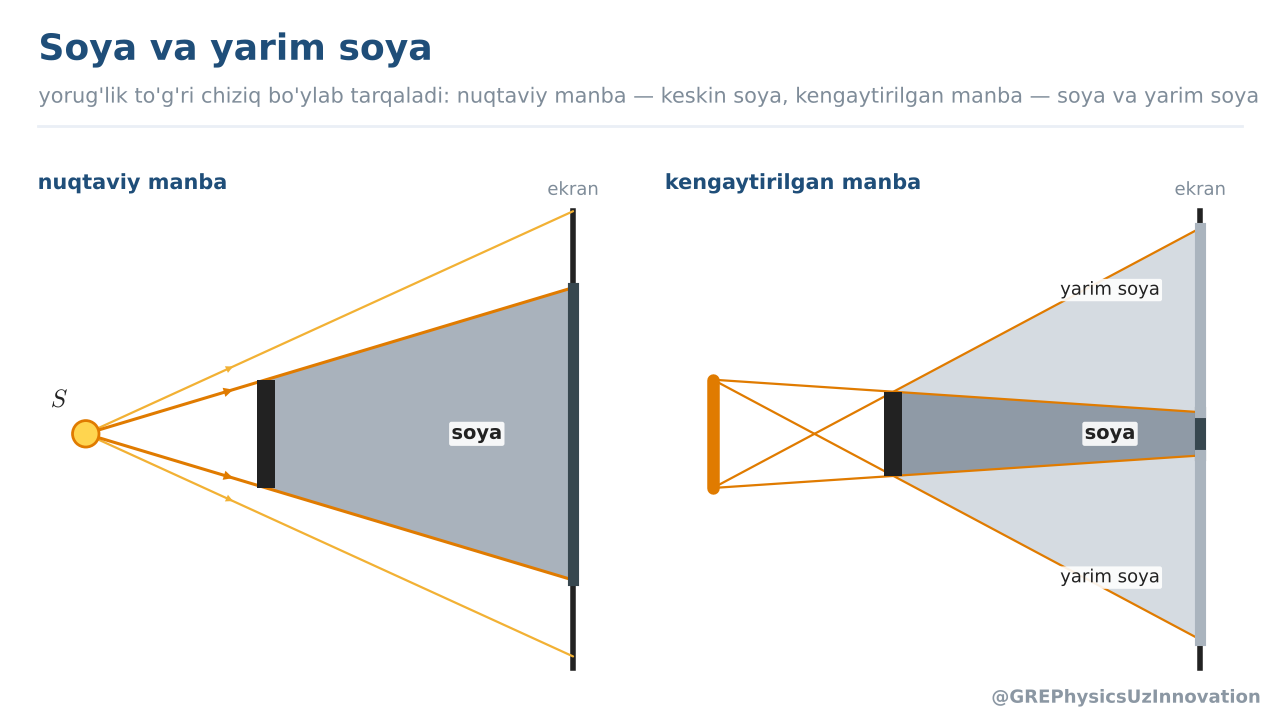 Soya va yarim soya
yorug'lik to'g'ri chiziq bo'ylab tarqaladi: nuqtaviy manba — keskin soya, kengaytirilgan manba — soya va yarim soya
nuqtaviy manba
ekran
S
soya
kengaytirilgan manba
ekran
yarim soya
soya
yarim soya
@GREPhysicsUzInnovation